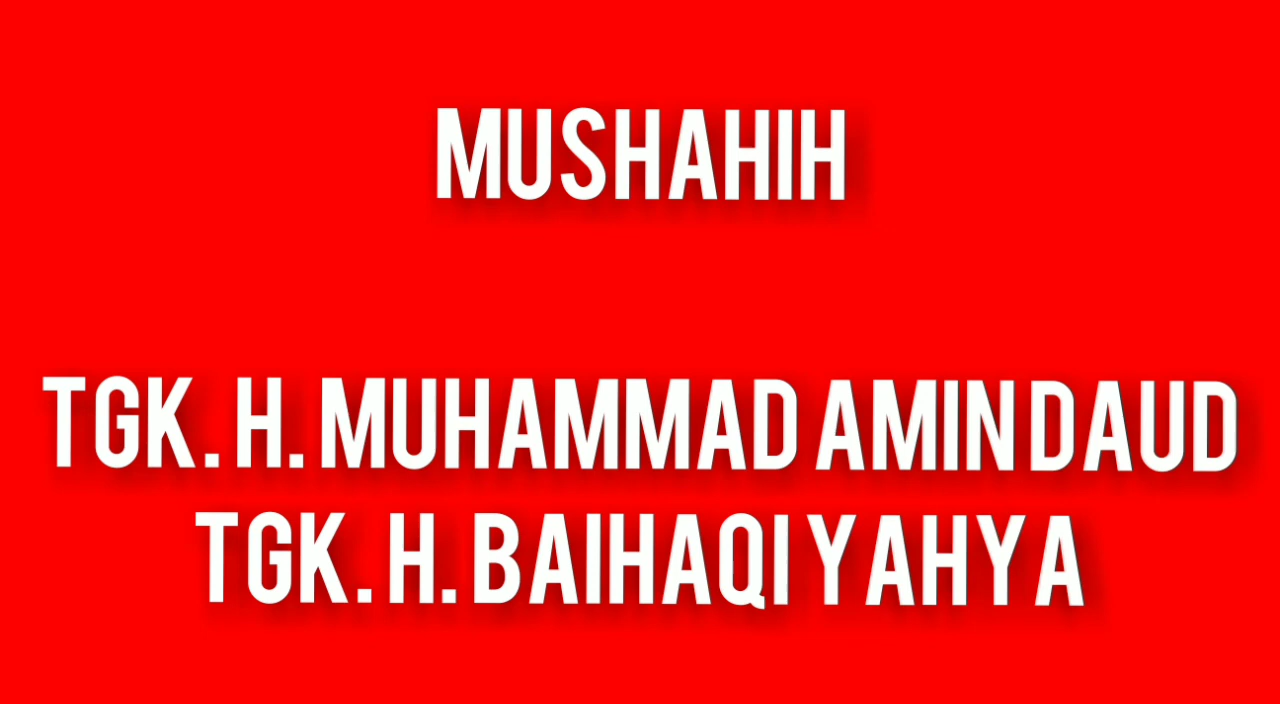 MUSHAHIH
TGK. H. MUHAMMAD AMIN DAUD
TGK. H. BAIHAQI YAHYA